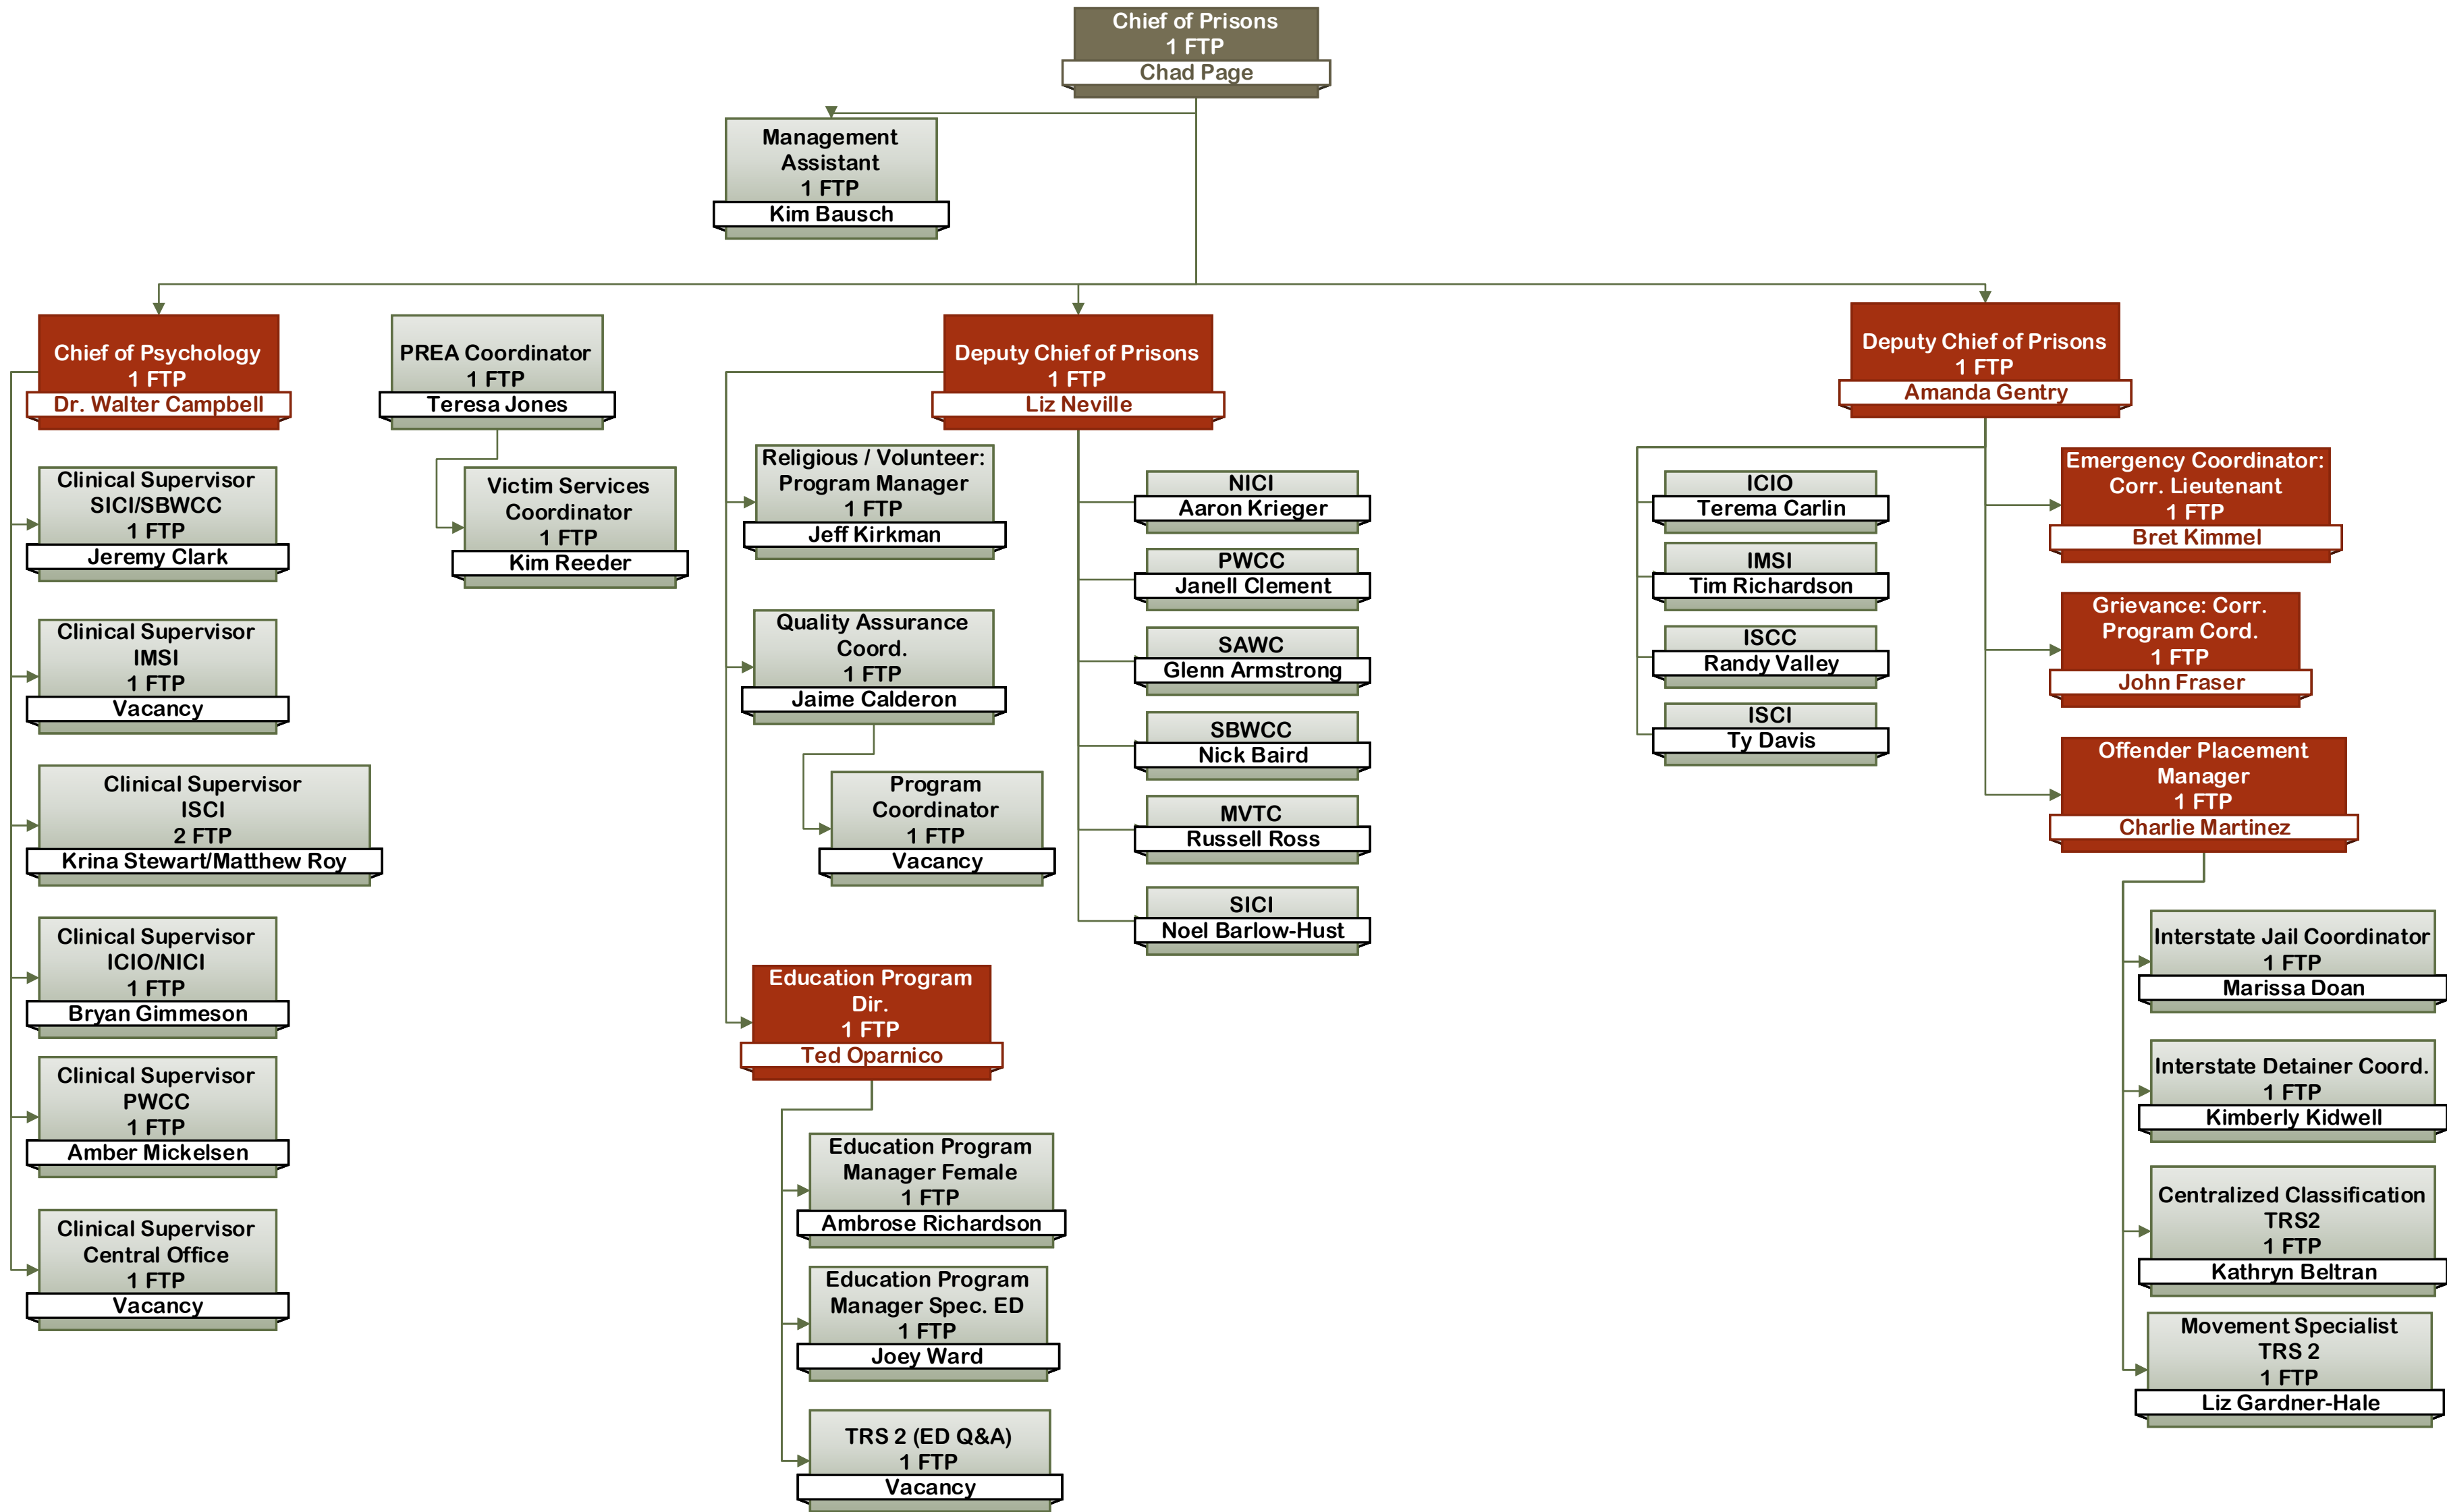 Chief of Prisons
1 FTP
Chad Page
Management
Assistant
1 FTP
Kim Bausch
Chief of Psychology
1 FTP
Dr. Walter Campbell
Clinical Supervisor
SICI/SBWCC
1 FTP
Jeremy Clark
Clinical Supervisor
IMSI
1 FTP
Vacancy
Clinical Supervisor
ISCI
2 FTP
Krina Stewart/Matthew Roy
Clinical Supervisor
ICIO/NICI
1 FTP
Bryan Gimmeson
Clinical Supervisor
PWCC
1 FTP
Amber Mickelsen
Clinical Supervisor
Central Office
1 FTP
Vacancy
PREA Coordinator
1 FTP
Teresa Jones
Victim Services
Coordinator
1 FTP
Kim Reeder
Deputy Chief of Prisons
1 FTP
Liz Neville
Religious / Volunteer:
Program Manager
1 FTP
Jeff Kirkman
Quality Assurance
Coord.
1 FTP
Jaime Calderon
Program
Coordinator
1 FTP
Vacancy
Education Program
Dir.
1 FTP
Ted Oparnico
Education Program
Manager Female
1 FTP
Ambrose Richardson
Education Program
Manager Spec. ED
1 FTP
Joey Ward
TRS 2 (ED Q&A)
1 FTP
Vacancy
NICI
Aaron Krieger
PWCC
Janell Clement
SAWC
Glenn Armstrong
SBWCC
Nick Baird
MVTC
Russell Ross
SICI
Noel Barlow-Hust
Deputy Chief of Prisons
1 FTP
Amanda Gentry
ICIO
Terema Carlin
IMSI
Tim Richardson
ISCC
Randy Valley
ISCI
Ty Davis
Emergency Coordinator:
Corr. Lieutenant
1 FTP
Bret Kimmel
Grievance: Corr.
Program Cord.
1 FTP
John Fraser
Offender Placement
Manager
1 FTP
Charlie Martinez
Interstate Jail Coordinator
1 FTP
Marissa Doan
Interstate Detainer Coord.
1 FTP
Kimberly Kidwell
Centralized Classification
TRS2
1 FTP
Kathryn Beltran
Movement Specialist
TRS 2
1 FTP
Liz Gardner-Hale